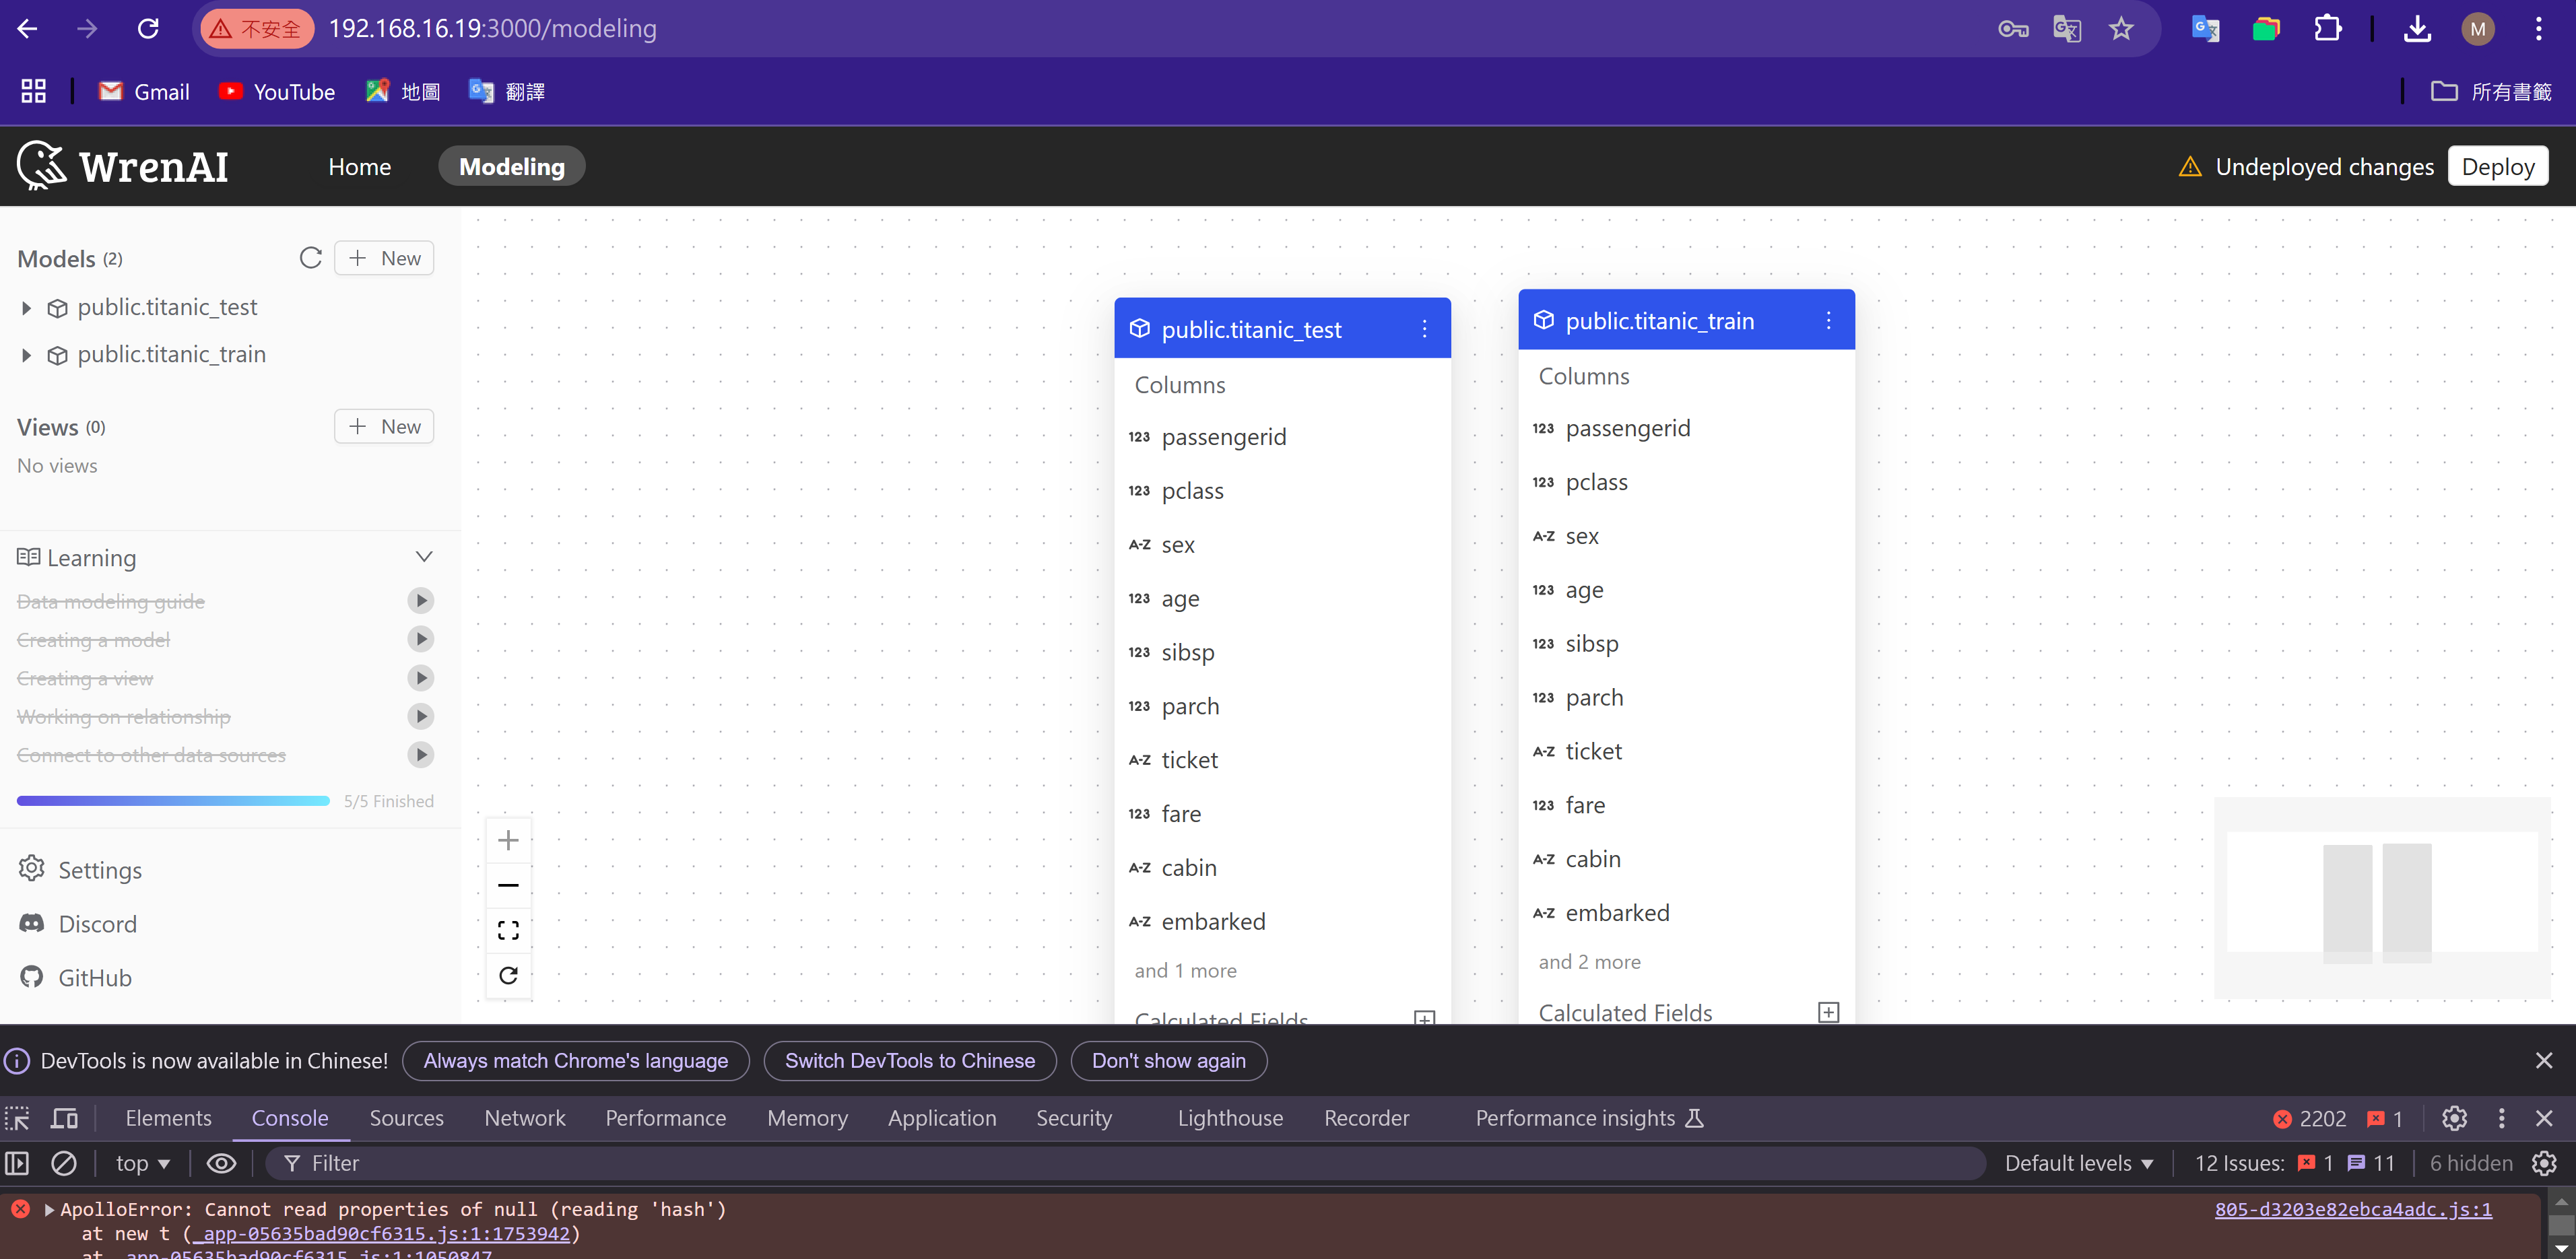 不安全 192.168.16.19:3000/modeling M
Gmail YouTube 地圖 翻譯 所有書籤
WrenAI Home Modeling Undeployed changes Deploy
Models (2) New
public.titanic_test
public.titanic_train
Views (0) New
No views
Learning
Data modeling guide
Creating a model
Creating a view
Working on relationship
Connect to other data sources
5/5 Finished
Settings
Discord
GitHub
public.titanic_test
Columns
123 passengerid
123 pclass
A-Z sex
123 age
123 sibsp
123 parch
A-Z ticket
123 fare
A-Z cabin
A-Z embarked
and 1 more
Calculated Fields
public.titanic_train
Columns
123 passengerid
123 pclass
A-Z sex
123 age
123 sibsp
123 parch
A-Z ticket
123 fare
A-Z cabin
A-Z embarked
and 2 more
Calculated Fields
DevTools is now available in Chinese! Always match Chrome's language Switch DevTools to Chinese Don't show again
Elements Console Sources Network Performance Memory Application Security Lighthouse Recorder Performance insights 2202 1
top Filter Default levels 12 Issues: 1 11 6 hidden
ApolloError: Cannot read properties of null (reading 'hash') 805-d3203e82ebca4adc.js:1
at new t (_app-05635bad90cf6315.js:1:1753942)
at _app-05635bad90cf6315.js:1:1050847